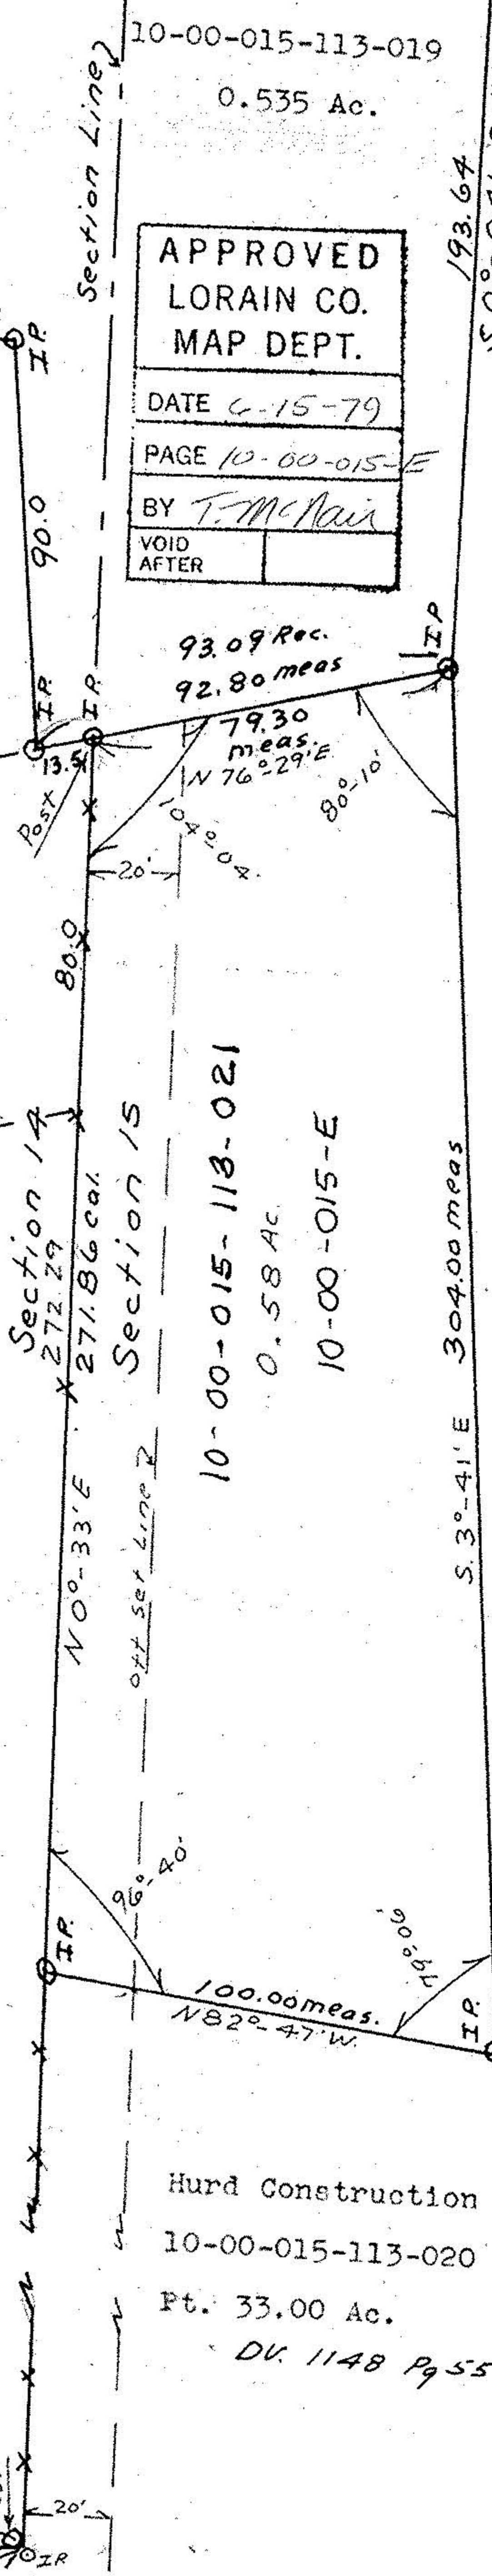 10-00-015-113-019
0.535 Ac.
Section Line
193.64
APPROVED
LORAIN CO.
MAP DEPT.
DATE 6-15-79
PAGE 10-00-015-E
BY T. McNair
VOID
AFTER
I.P.
90.0
93.09 Rec.
92.80 meas
I.P.
I.P.
I.P.
79.30
meas.
N 76°-29'E
13.51
Post
104°-04'
80°-10'
20'
80.0
Section 14
272.29
271.86 cal.
Section 15
10-00-015-113-021
0.58 Ac.
10-00-015-E
304.00 meas
S. 3°-41' E
N 0°-33' E
Off set Line
96°-40'
79°-06'
I.P.
100.00 meas.
N 82°-47' W.
I.P.
Hurd Construction
10-00-015-113-020
Pt. 33.00 Ac.
DV. 1148 Pg 55
20'
I.P.